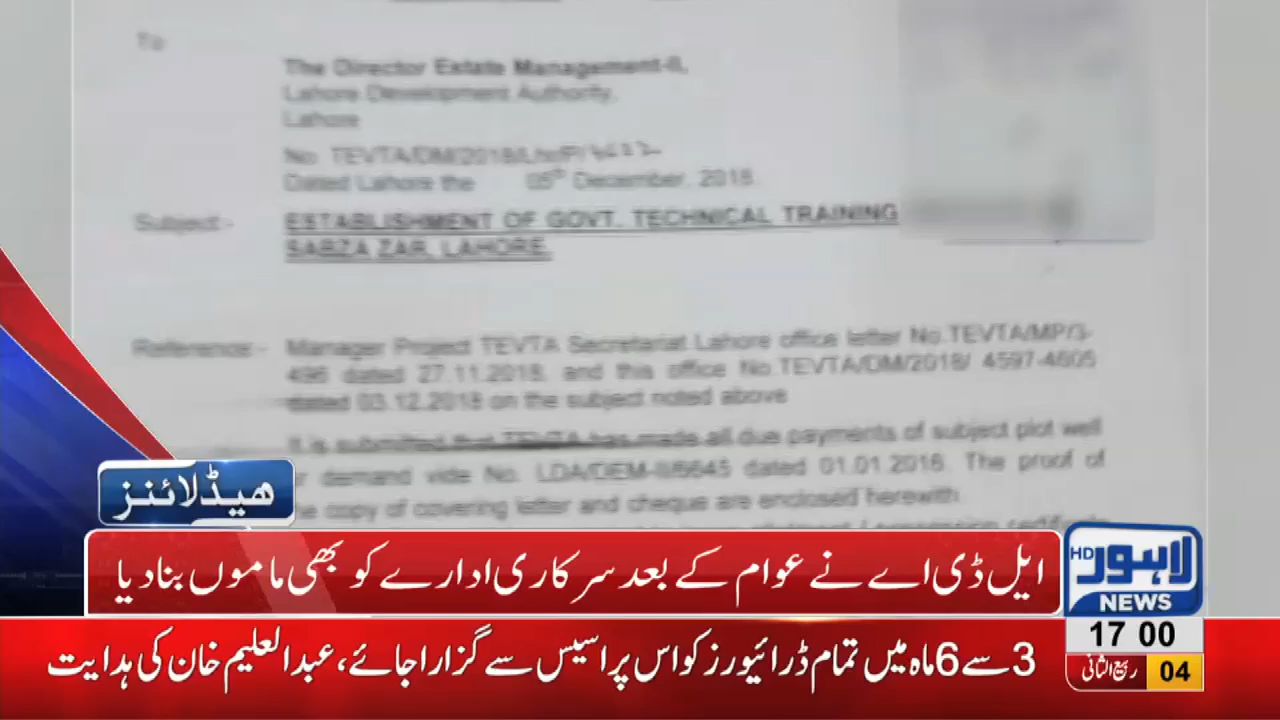 To
The Director Estate Management-II,
Lahore Development Authority,
Lahore
No. TEVTA/DM/2018/
Dated Lahore the 05th December, 2018.
Subject:- ESTABLISHMENT OF GOVT. TECHNICAL TRAINING
SABZA ZAR, LAHORE.
Reference:- Manager Project TEVTA Secretariat Lahore office letter No.TEVTA/MP/3-
496 dated 27.11.2018, and this office No.TEVTA/DM/2018/ 4597-4605
dated 03.12.2018 on the subject noted above
It is submitted that TEVTA has made all due payments of subject plot well
demand vide No. LDA/DEM-II/6645 dated 01.01.2016. The proof of
copy of covering letter and cheque are enclosed herewith.
ہیڈلائنز
ایل ڈی اے نے عوام کے بعد سرکاری ادارے کو بھی ماموں بنادیا
HD لاہور
NEWS
17 00
3 سے 6 ماہ میں تمام ڈرائیورز کو اس پراسیس سے گزارا جائے، عبدالعلیم خان کی ہدایت
04 ربیع الثانی